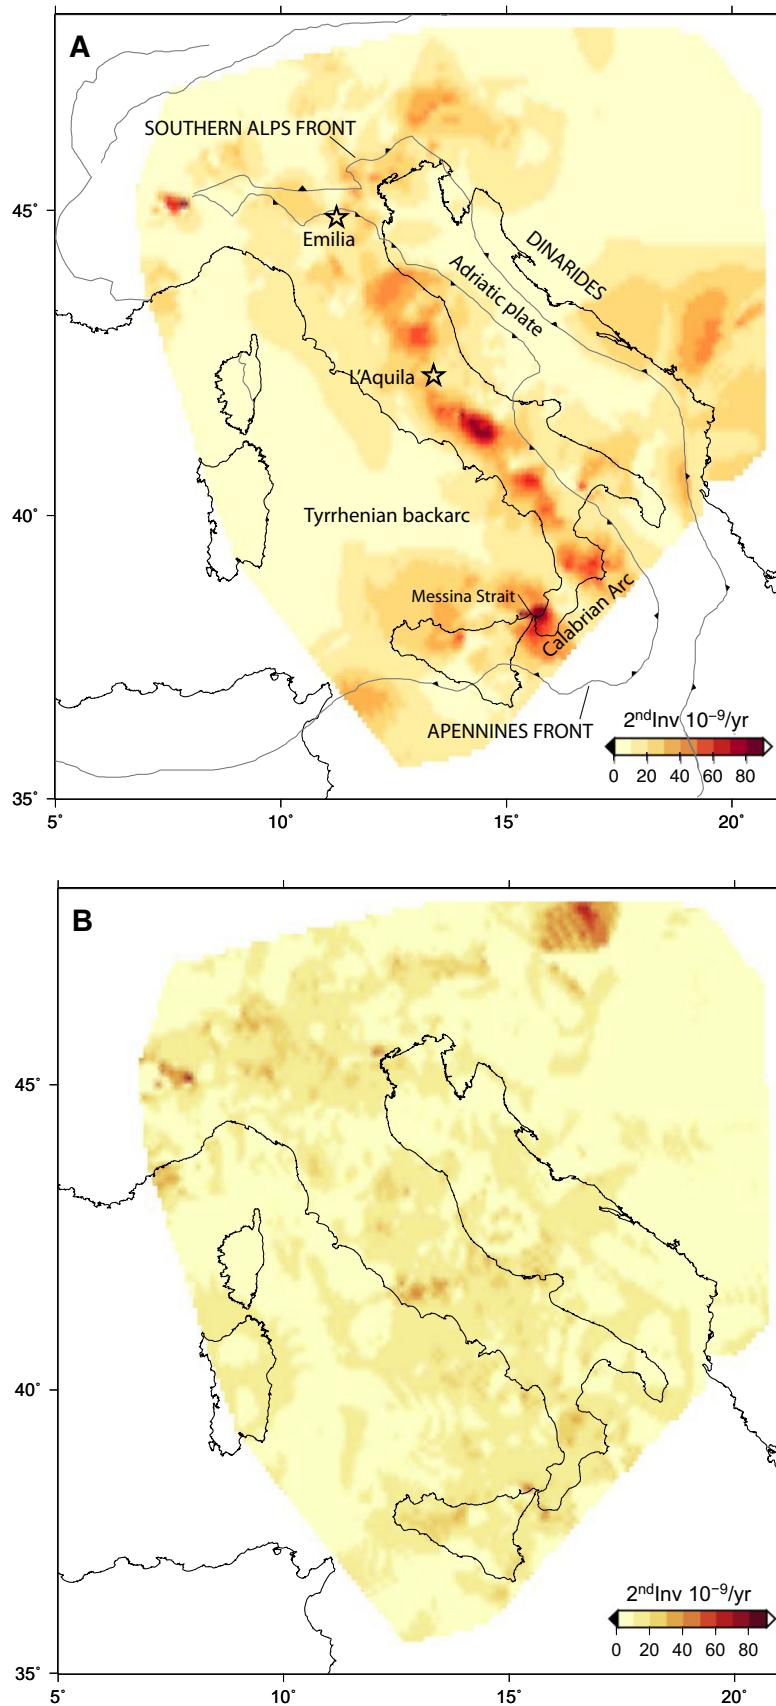 A
SOUTHERN ALPS FRONT
45°
Emilia
DINARIDES
Adriatic plate
L'Aquila
40°
Tyrrhenian backarc
Messina Strait
Calabrian Arc
APENNINES FRONT
2ndInv 10−9/yr
0 20 40 60 80
35°
5° 10° 15° 20°
B
45°
40°
2ndInv 10−9/yr
0 20 40 60 80
35°
5° 10° 15° 20°